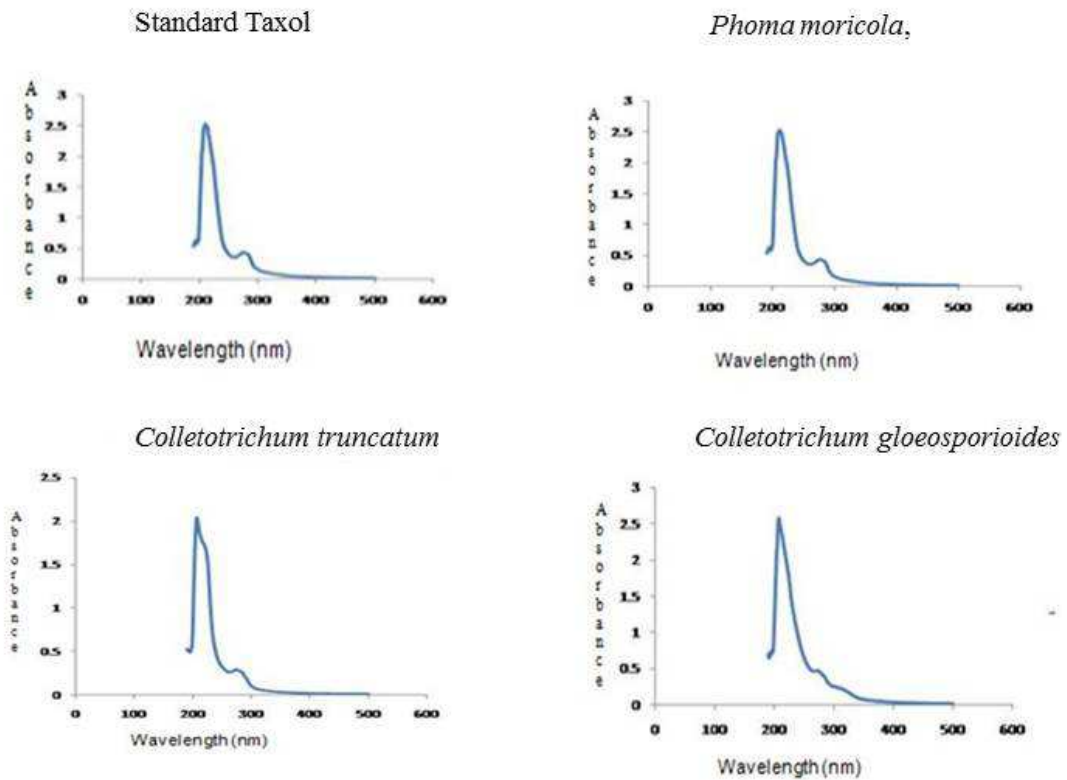 Standard Taxol
Absorbance
3
2.5
2
1.5
1
0.5
0
0 100 200 300 400 500 600
Wavelength (nm)
Phoma moricola,
Absorbance
3
2.5
2
1.5
1
0.5
0
0 100 200 300 400 500 600
Wavelength (nm)
Colletotrichum truncatum
Absorbance
2.5
2
1.5
1
0.5
0
0 100 200 300 400 500 600
Wavelength (nm)
Colletotrichum gloeosporioides
Absorbance
3
2.5
2
1.5
1
0.5
0
0 100 200 300 400 500 600
Wavelength (nm)